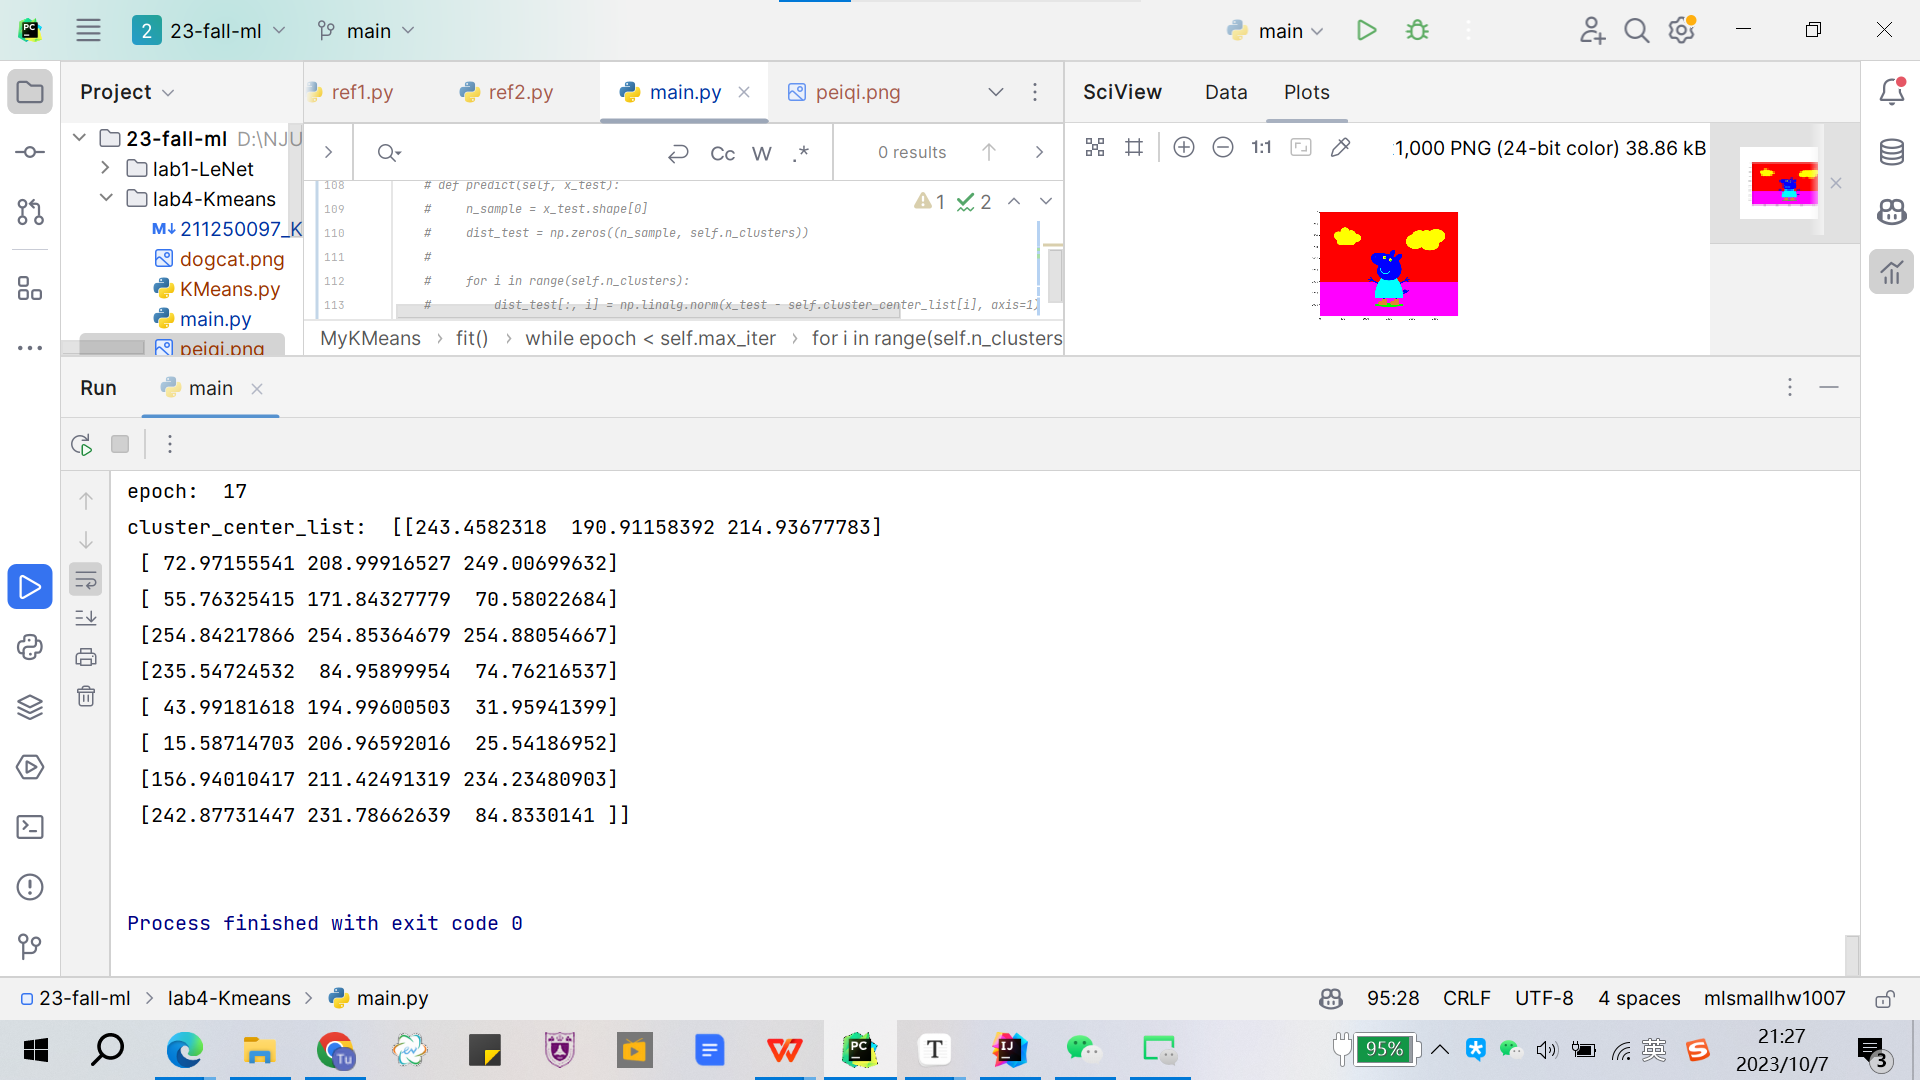 2 23-fall-ml
main
main
Project
ref1.py
ref2.py
main.py
peiqi.png
SciView
Data
Plots
23-fall-ml D:\NJU
lab1-LeNet
lab4-Kmeans
M↓ 211250097_K
dogcat.png
KMeans.py
main.py
peiqi.png
Cc W .*
0 results
1:1
:1,000 PNG (24-bit color) 38.86 kB
108 # def predict(self, x_test):
109 # n_sample = x_test.shape[0]
110 # dist_test = np.zeros((n_sample, self.n_clusters))
111 #
112 # for i in range(self.n_clusters):
113 # dist_test[:, i] = np.linalg.norm(x_test - self.cluster_center_list[i], axis=1)
1 2
MyKMeans › fit() › while epoch < self.max_iter › for i in range(self.n_clusters
Run
main
epoch:  17
cluster_center_list:  [[243.4582318  190.91158392 214.93677783]
[ 72.97155541 208.99916527 249.00699632]
[ 55.76325415 171.84327779  70.58022684]
[254.84217866 254.85364679 254.88054667]
[235.54724532  84.95899954  74.76216537]
[ 43.99181618 194.99600503  31.95941399]
[ 15.58714703 206.96592016  25.54186952]
[156.94010417 211.42491319 234.23480903]
[242.87731447 231.78662639  84.8330141 ]]
Process finished with exit code 0
23-fall-ml › lab4-Kmeans › main.py
95:28
CRLF
UTF-8
4 spaces
mlsmallhw1007
95%
英
21:27
2023/10/7
3